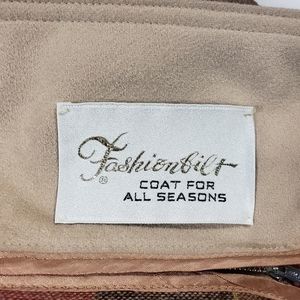 Fashionbilt
®
COAT FOR
ALL SEASONS